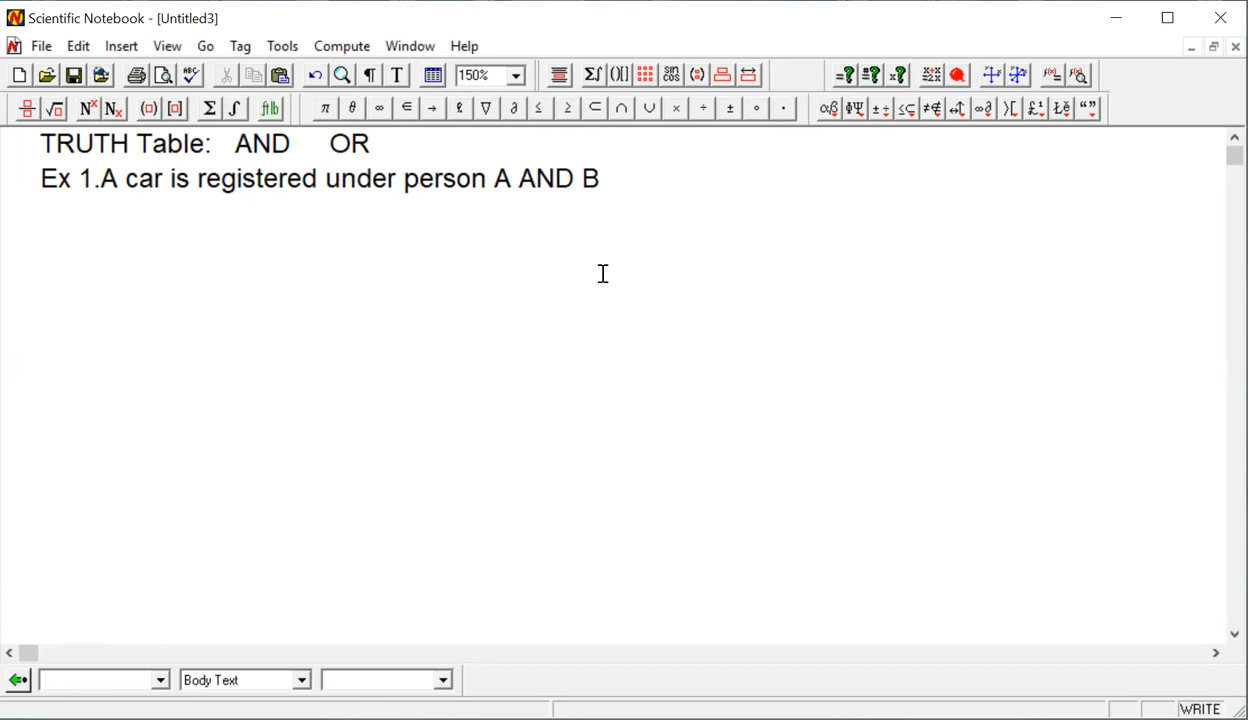 Scientific Notebook - [Untitled3]
File Edit Insert View Go Tag Tools Compute Window Help
150%
TRUTH Table: AND OR
Ex 1.A car is registered under person A AND B
Body Text
WRITE